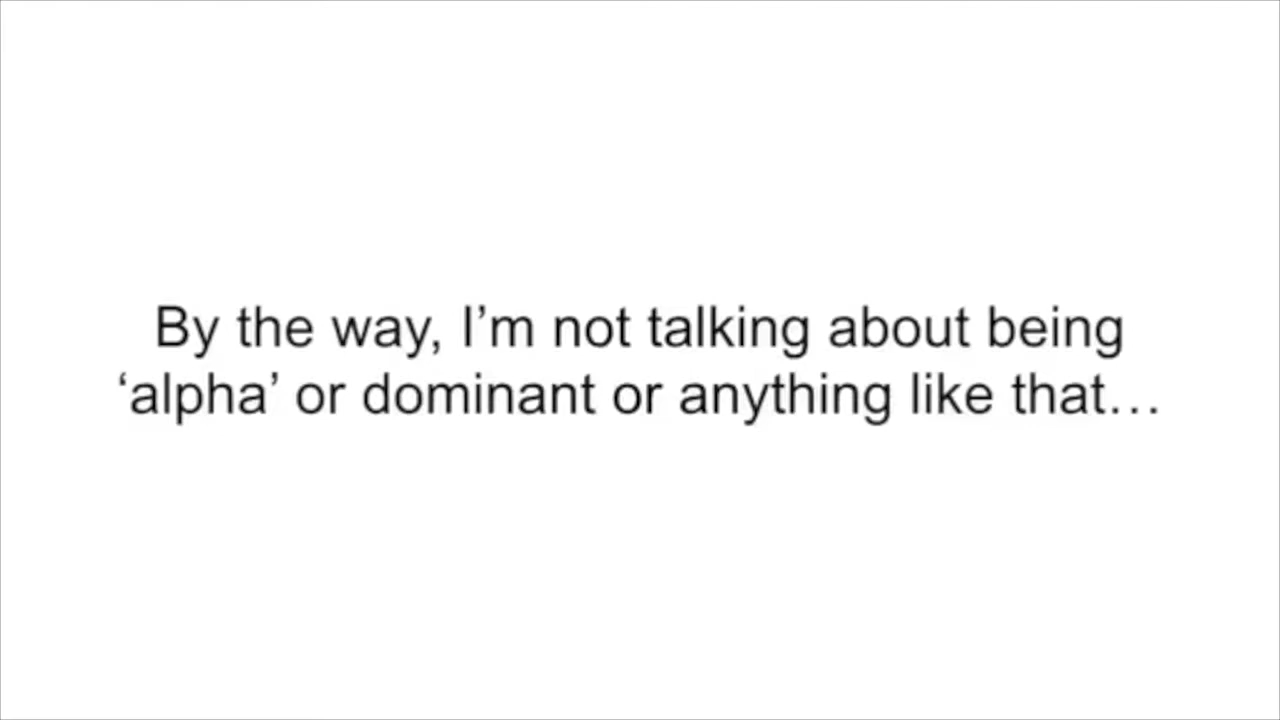 By the way, I’m not talking about being
‘alpha’ or dominant or anything like that…